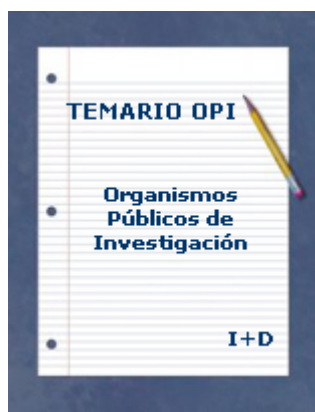 TEMARIO OPI
Organismos
Públicos de
Investigación
I+D